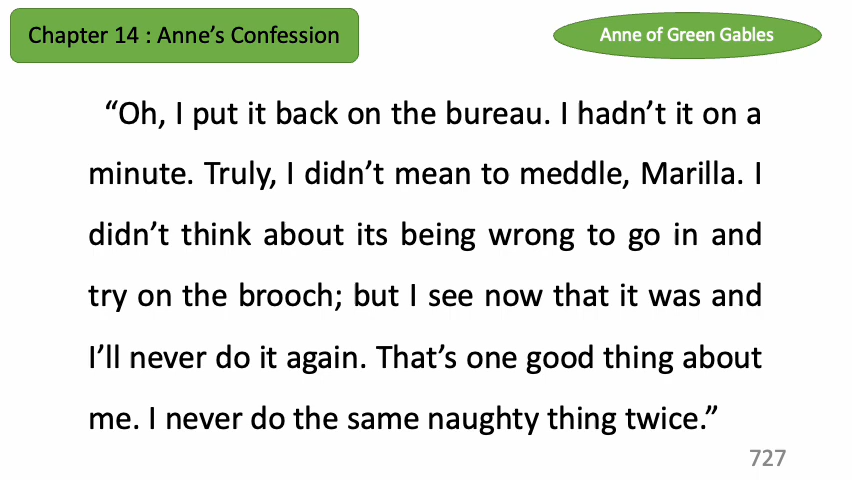 Chapter 14 : Anne’s Confession
Anne of Green Gables
“Oh, I put it back on the bureau. I hadn’t it on a
minute. Truly, I didn’t mean to meddle, Marilla. I
didn’t think about its being wrong to go in and
try on the brooch; but I see now that it was and
I’ll never do it again. That’s one good thing about
me. I never do the same naughty thing twice.”
727